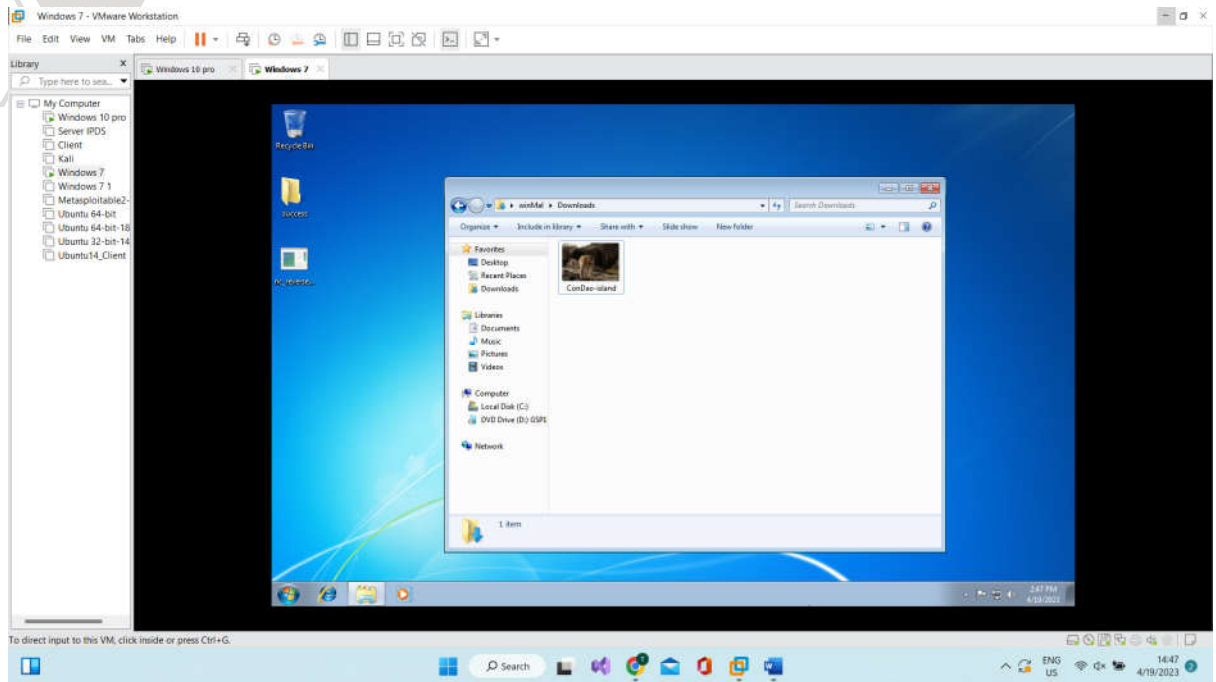 Windows 7 - VMware Workstation
File Edit View VM Tabs Help
Library X
Type here to sea...
Windows 10 pro
Windows 7
My Computer
Windows 10 pro
Server IPDS
Client
Kali
Windows 7
Windows 7 1
Metasploitable2-
Ubuntu 64-bit
Ubuntu 64-bit-18
Ubuntu 32-bit-14
Ubuntu14_Client
Recycle Bin
success
winMal Downloads
Search Downloads
Organize Include in library Share with Slide show New folder
Favorites
Desktop
Recent Places
Downloads
Libraries
Documents
Music
Pictures
Videos
Computer
Local Disk (C:)
DVD Drive (D:) GSP1
Network
ConDao-island
1 item
2:47 PM
4/19/2023
To direct input to this VM, click inside or press Ctrl+G.
Search
ENG
US
14:47
4/19/2023